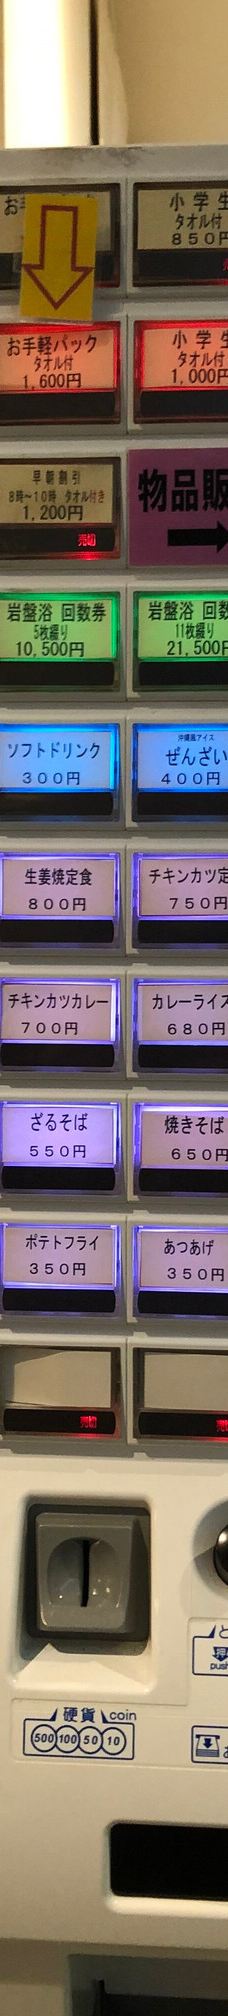 お手
小学生
タオル付
850円
お手軽パック
タオル付
1,600円
小学生
タオル付
1,000円
早朝割引
8時〜10時 タオル付き
1,200円
売切
物品販
岩盤浴 回数券
5枚綴り
10,500円
岩盤浴 回数
11枚綴り
21,500円
ソフトドリンク
300円
沖縄風アイス
ぜんざい
400円
生姜焼定食
800円
チキンカツ定
750円
チキンカツカレー
700円
カレーライス
680円
ざるそば
550円
焼きそば
650円
ポテトフライ
350円
あつあげ
350円
売切
売
硬貨 coin
500 100 50 10
と
push
お